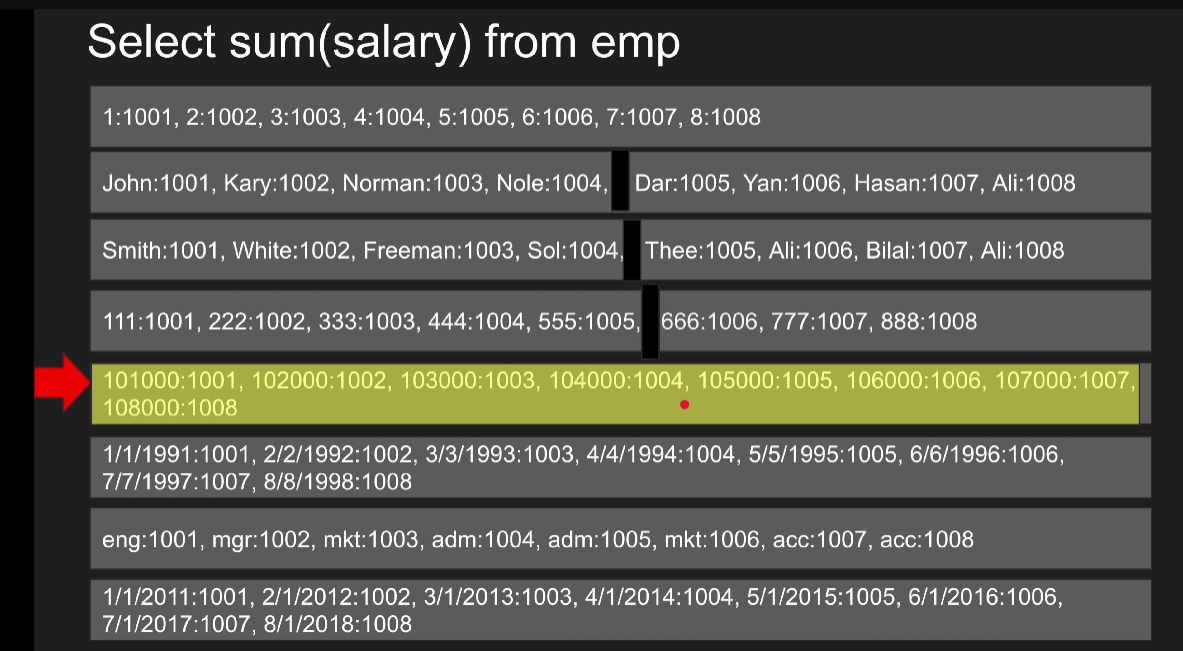 Select sum(salary) from emp
1:1001, 2:1002, 3:1003, 4:1004, 5:1005, 6:1006, 7:1007, 8:1008
John:1001, Kary:1002, Norman:1003, Nole:1004, Dar:1005, Yan:1006, Hasan:1007, Ali:1008
Smith:1001, White:1002, Freeman:1003, Sol:1004, Thee:1005, Ali:1006, Bilal:1007, Ali:1008
111:1001, 222:1002, 333:1003, 444:1004, 555:1005, 666:1006, 777:1007, 888:1008
101000:1001, 102000:1002, 103000:1003, 104000:1004, 105000:1005, 106000:1006, 107000:1007,
108000:1008
1/1/1991:1001, 2/2/1992:1002, 3/3/1993:1003, 4/4/1994:1004, 5/5/1995:1005, 6/6/1996:1006,
7/7/1997:1007, 8/8/1998:1008
eng:1001, mgr:1002, mkt:1003, adm:1004, adm:1005, mkt:1006, acc:1007, acc:1008
1/1/2011:1001, 2/1/2012:1002, 3/1/2013:1003, 4/1/2014:1004, 5/1/2015:1005, 6/1/2016:1006,
7/1/2017:1007, 8/1/2018:1008